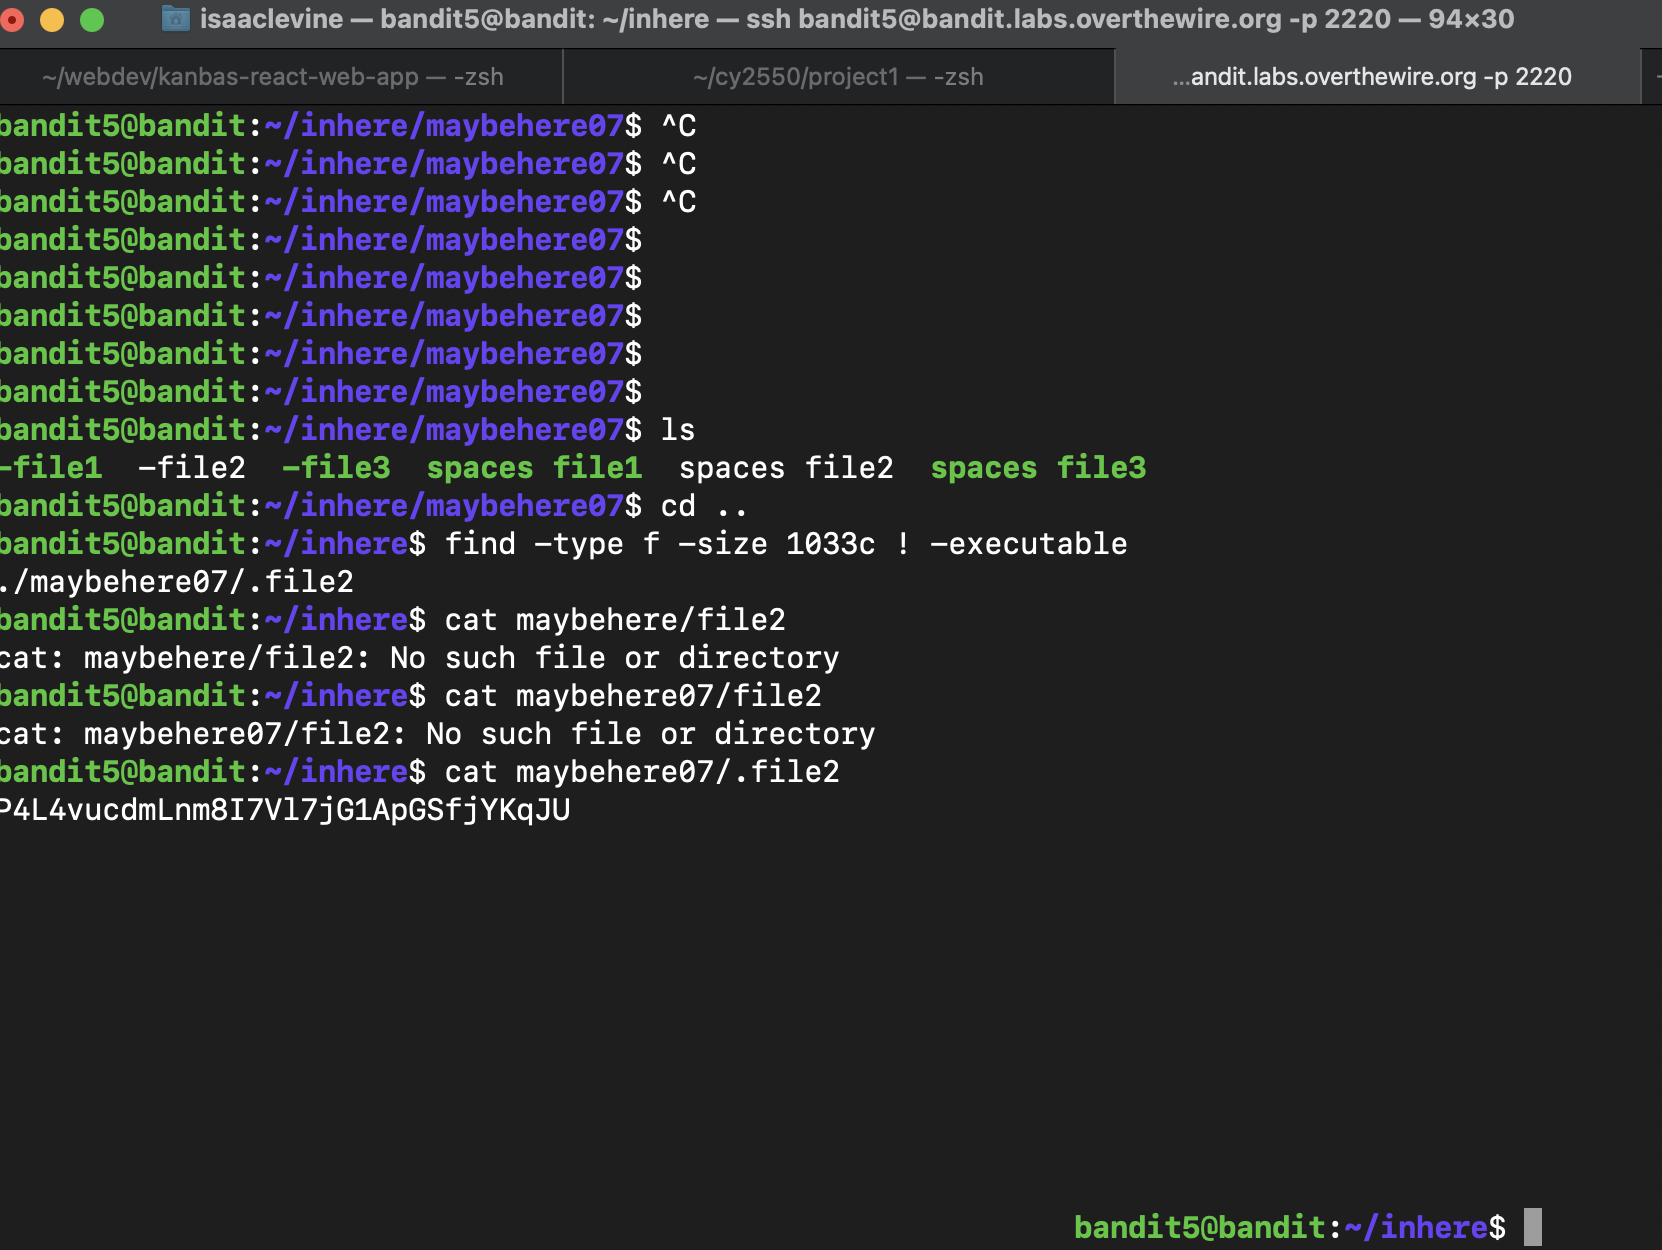 isaaclevine — bandit5@bandit: ~/inhere — ssh bandit5@bandit.labs.overthewire.org -p 2220 — 94×30
~/webdev/kanbas-react-web-app — -zsh
~/cy2550/project1 — -zsh
...andit.labs.overthewire.org -p 2220
bandit5@bandit:~/inhere/maybehere07$ ^C
bandit5@bandit:~/inhere/maybehere07$ ^C
bandit5@bandit:~/inhere/maybehere07$ ^C
bandit5@bandit:~/inhere/maybehere07$
bandit5@bandit:~/inhere/maybehere07$
bandit5@bandit:~/inhere/maybehere07$
bandit5@bandit:~/inhere/maybehere07$
bandit5@bandit:~/inhere/maybehere07$
bandit5@bandit:~/inhere/maybehere07$ ls
-file1  -file2  -file3  spaces file1  spaces file2  spaces file3
bandit5@bandit:~/inhere/maybehere07$ cd ..
bandit5@bandit:~/inhere$ find -type f -size 1033c ! -executable
./maybehere07/.file2
bandit5@bandit:~/inhere$ cat maybehere/file2
cat: maybehere/file2: No such file or directory
bandit5@bandit:~/inhere$ cat maybehere07/file2
cat: maybehere07/file2: No such file or directory
bandit5@bandit:~/inhere$ cat maybehere07/.file2
P4L4vucdmLnm8I7Vl7jG1ApGSfjYKqJU
bandit5@bandit:~/inhere$